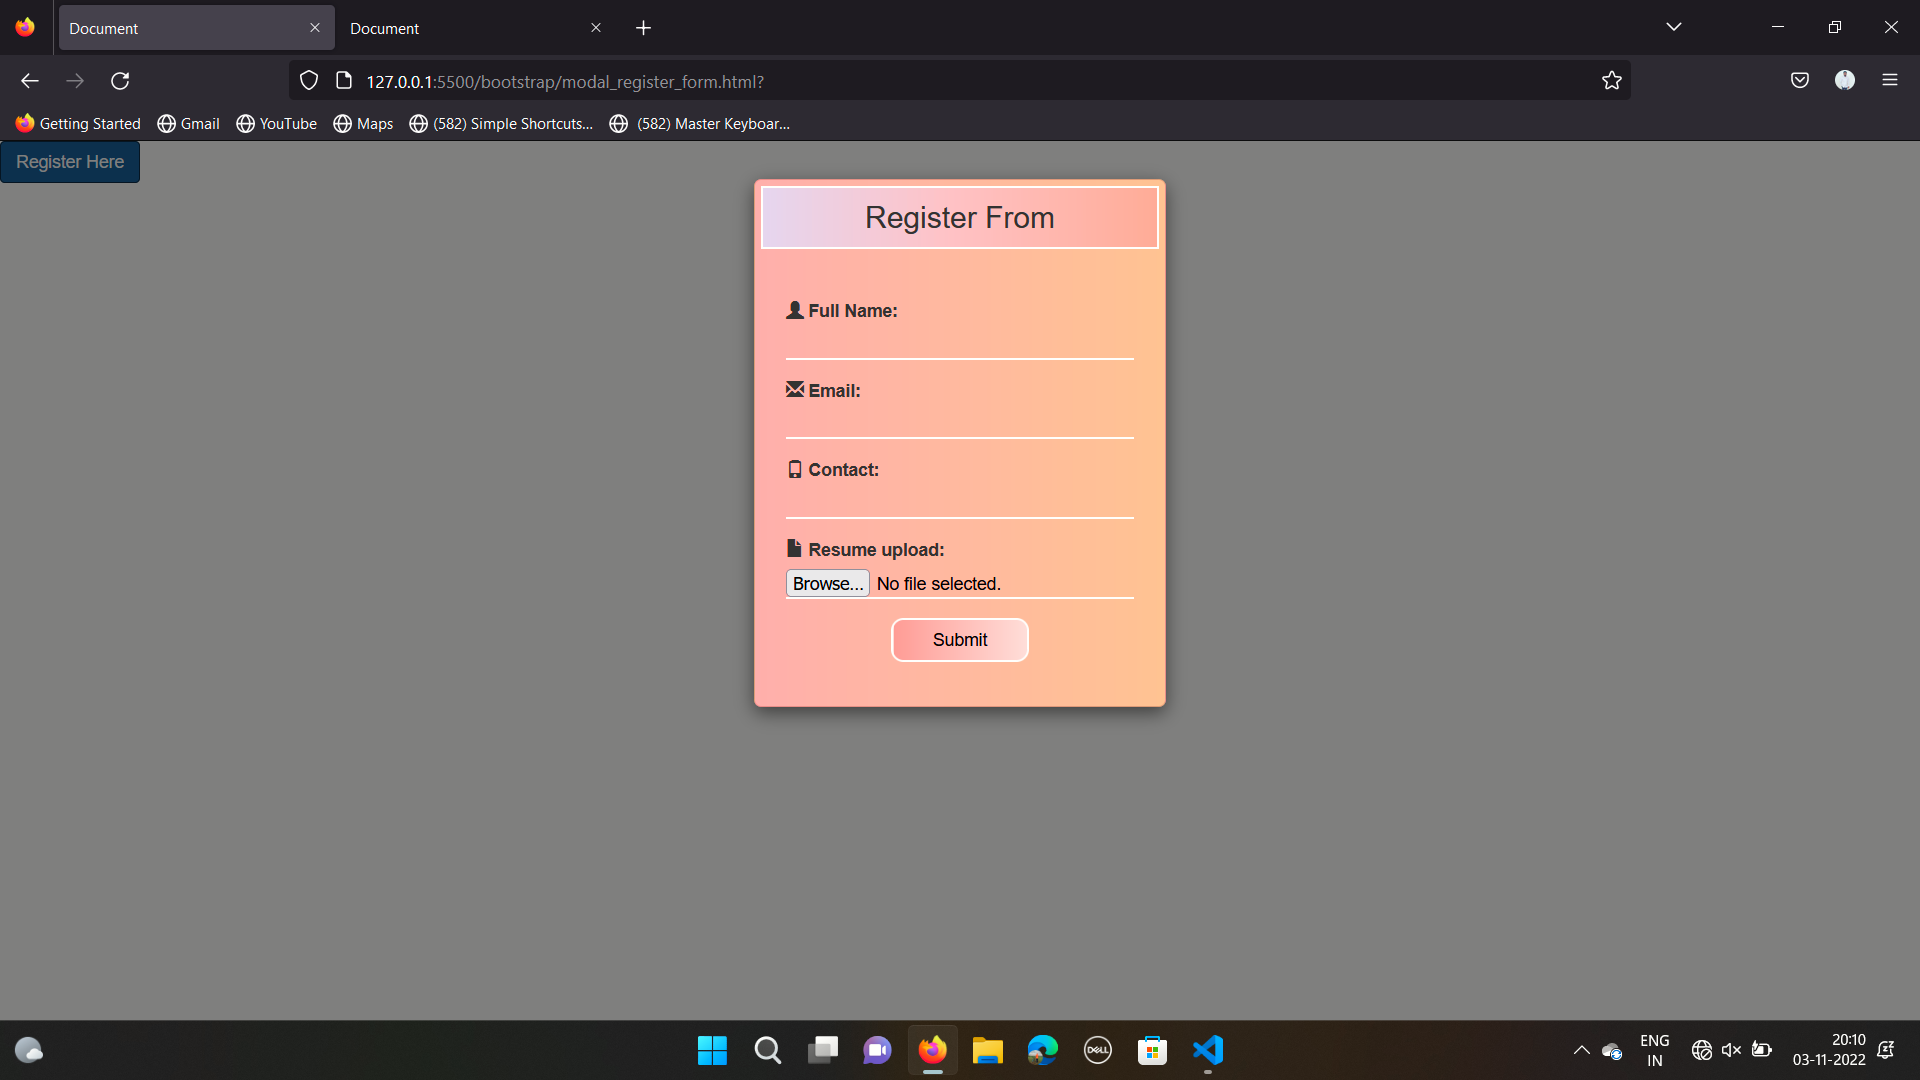 Document
Document
127.0.0.1:5500/bootstrap/modal_register_form.html?
Getting Started
Gmail
YouTube
Maps
(582) Simple Shortcuts...
(582) Master Keyboar...
Register Here
Register From
Full Name:
Email:
Contact:
Resume upload:
Browse... No file selected.
Submit
DELL
ENG
IN
20:10
03-11-2022